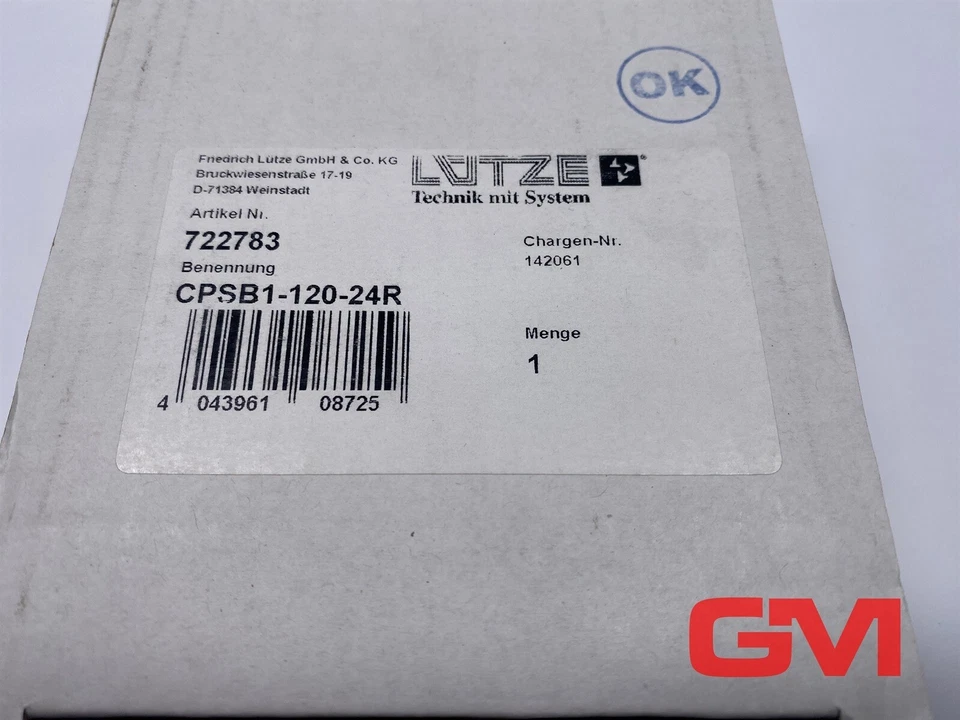 OK
Friedrich Lütze GmbH & Co. KG
Bruckwiesenstraße 17-19
D-71384 Weinstadt
LÜTZE ®
Technik mit System
Artikel Nr.
722783
Chargen-Nr.
142061
Benennung
CPSB1-120-24R
Menge
1
4 043961 08725
GM